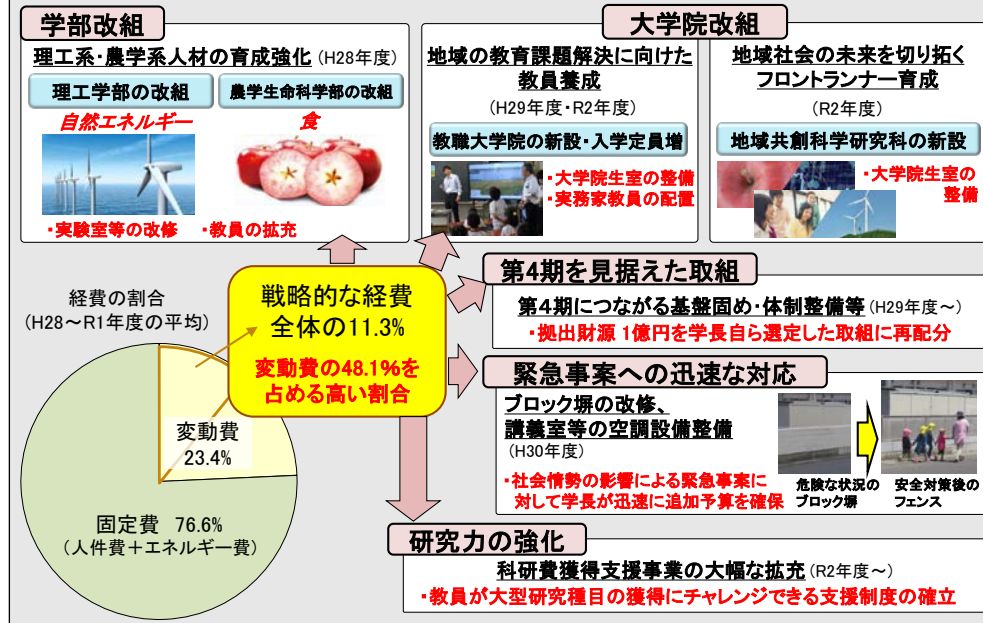 学部改組
理工系・農学系人材の育成強化 (H28年度)
理工学部の改組
農学生命科学部の改組
自然エネルギー
食
・実験室等の改修
・教員の拡充
大学院改組
地域の教育課題解決に向けた
教員養成
(H29年度・R2年度)
教職大学院の新設・入学定員増
・大学院生室の整備
・実務家教員の配置
地域社会の未来を切り拓く
フロントランナー育成
(R2年度)
地域共創科学研究科の新設
・大学院生室の
整備
経費の割合
(H28～R1年度の平均)
戦略的な経費
全体の11.3%
変動費の48.1%を
占める高い割合
変動費
23.4%
固定費 76.6%
(人件費＋エネルギー費)
第4期を見据えた取組
第４期につながる基盤固め・体制整備等 (H29年度～)
・拠出財源 1億円を学長自ら選定した取組に再配分
緊急事案への迅速な対応
ブロック塀の改修、
講義室等の空調設備整備
(H30年度)
・社会情勢の影響による緊急事案に
対して学長が迅速に追加予算を確保
危険な状況の
ブロック塀
安全対策後の
フェンス
研究力の強化
科研費獲得支援事業の大幅な拡充 (R2年度～)
・教員が大型研究種目の獲得にチャレンジできる支援制度の確立